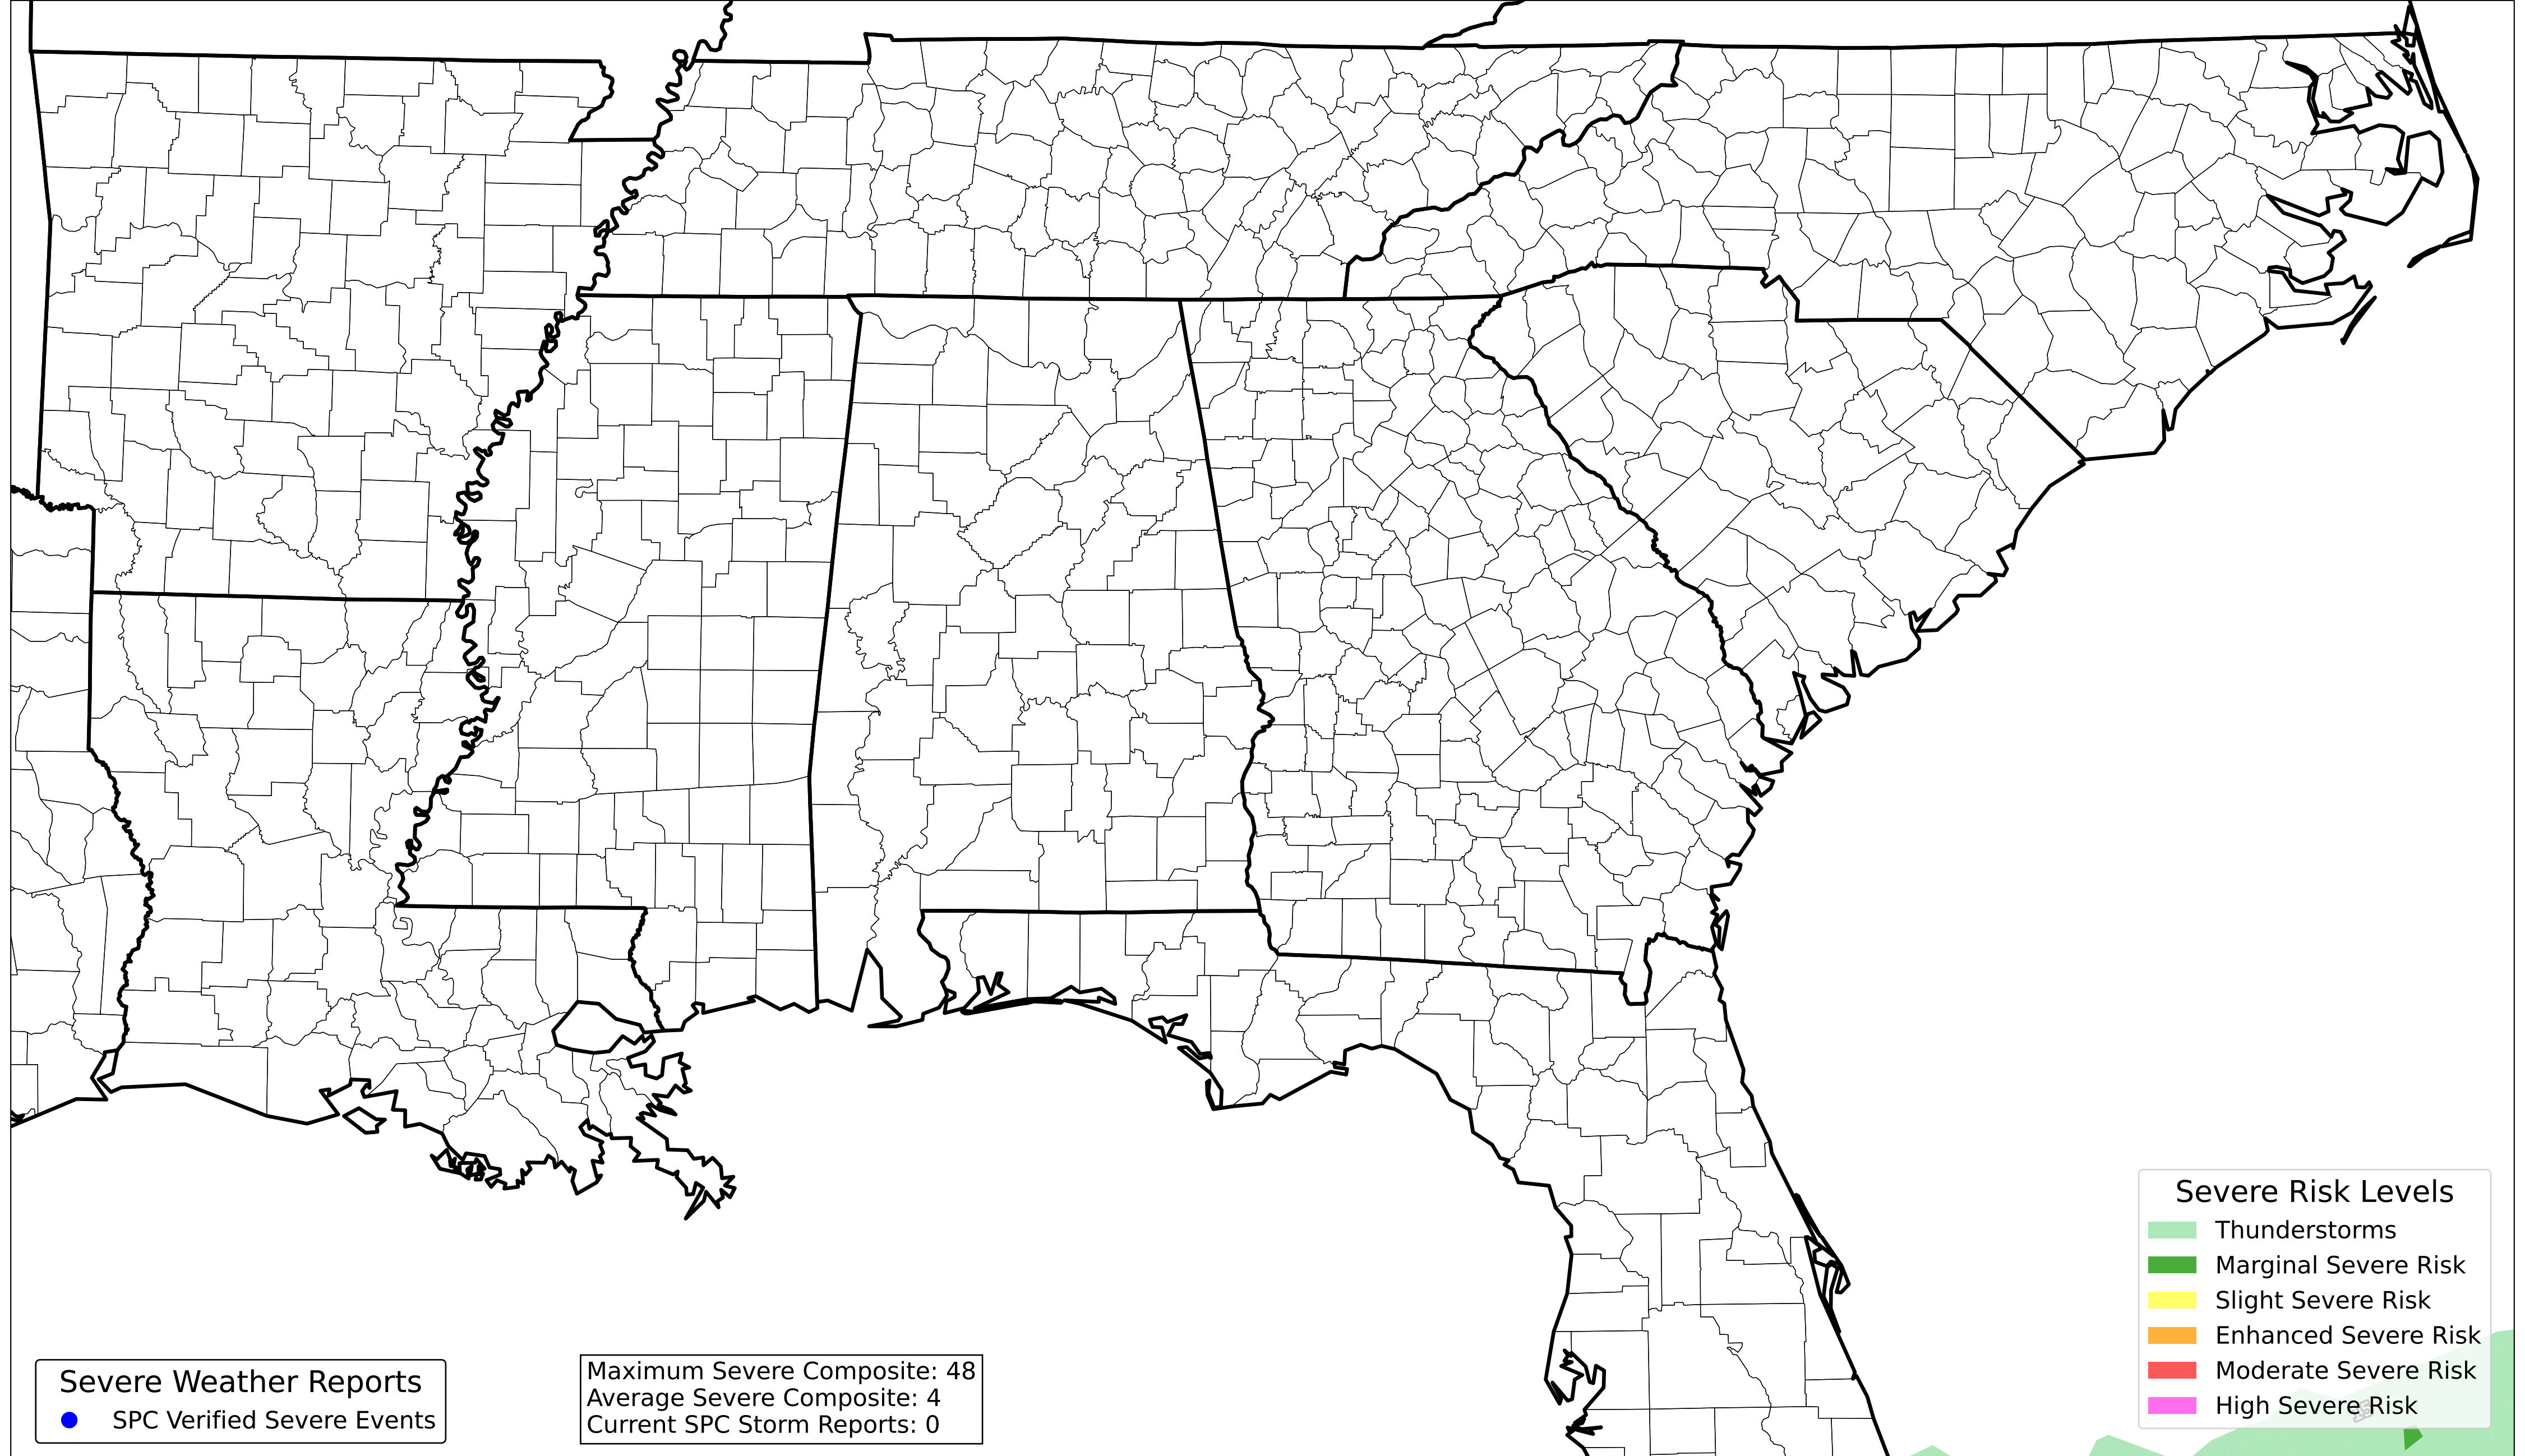 Severe Risk Levels
Thunderstorms
Marginal Severe Risk
Slight Severe Risk
Enhanced Severe Risk
Moderate Severe Risk
High Severe Risk
Severe Weather Reports
SPC Verified Severe Events
Maximum Severe Composite: 48
Average Severe Composite: 4
Current SPC Storm Reports: 0